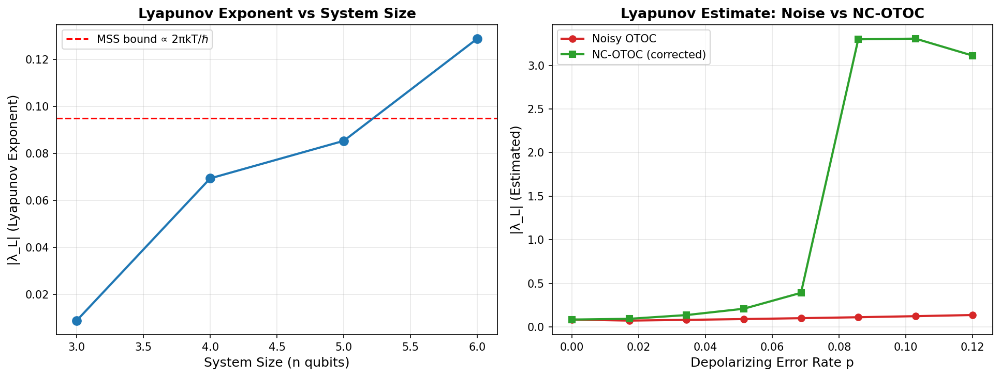 Lyapunov Exponent vs System Size
MSS bound ∝ 2πkT/ℏ
|λ_L| (Lyapunov Exponent)
0.12
0.10
0.08
0.06
0.04
0.02
3.0 3.5 4.0 4.5 5.0 5.5 6.0
System Size (n qubits)
Lyapunov Estimate: Noise vs NC-OTOC
Noisy OTOC
NC-OTOC (corrected)
|λ_L| (Estimated)
3.0
2.5
2.0
1.5
1.0
0.5
0.0
0.00 0.02 0.04 0.06 0.08 0.10 0.12
Depolarizing Error Rate p